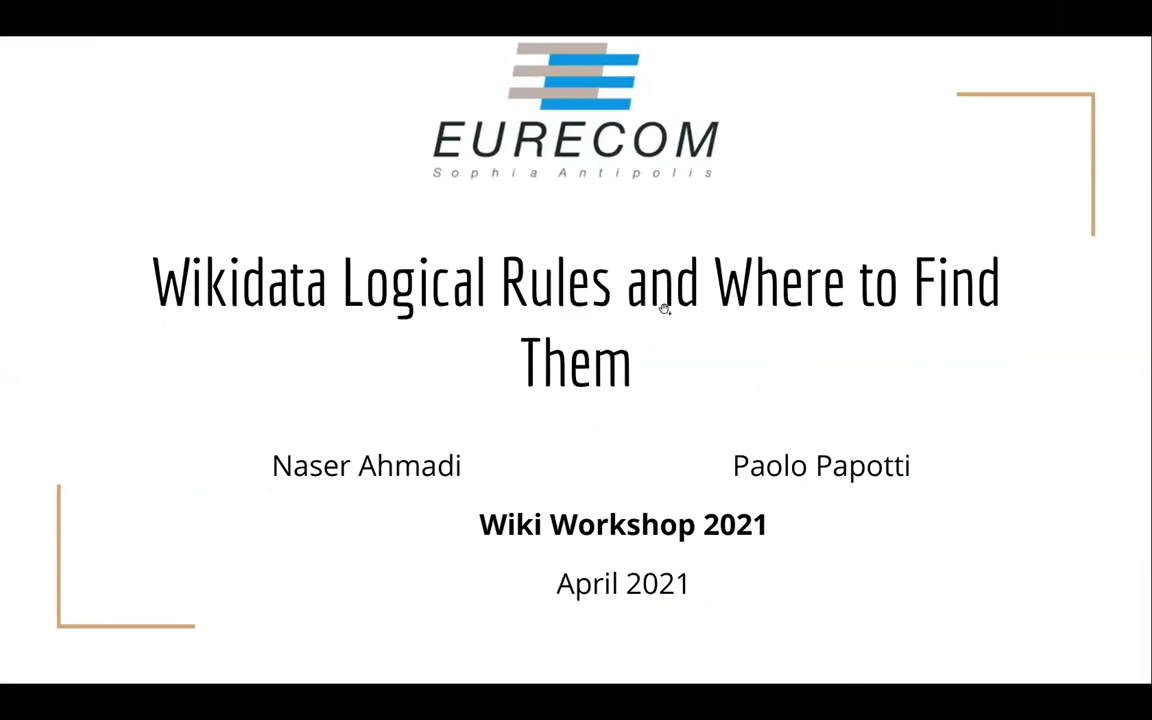 EURECOM
Sophia Antipolis
Wikidata Logical Rules and Where to Find
Them
Naser Ahmadi Paolo Papotti
Wiki Workshop 2021
April 2021